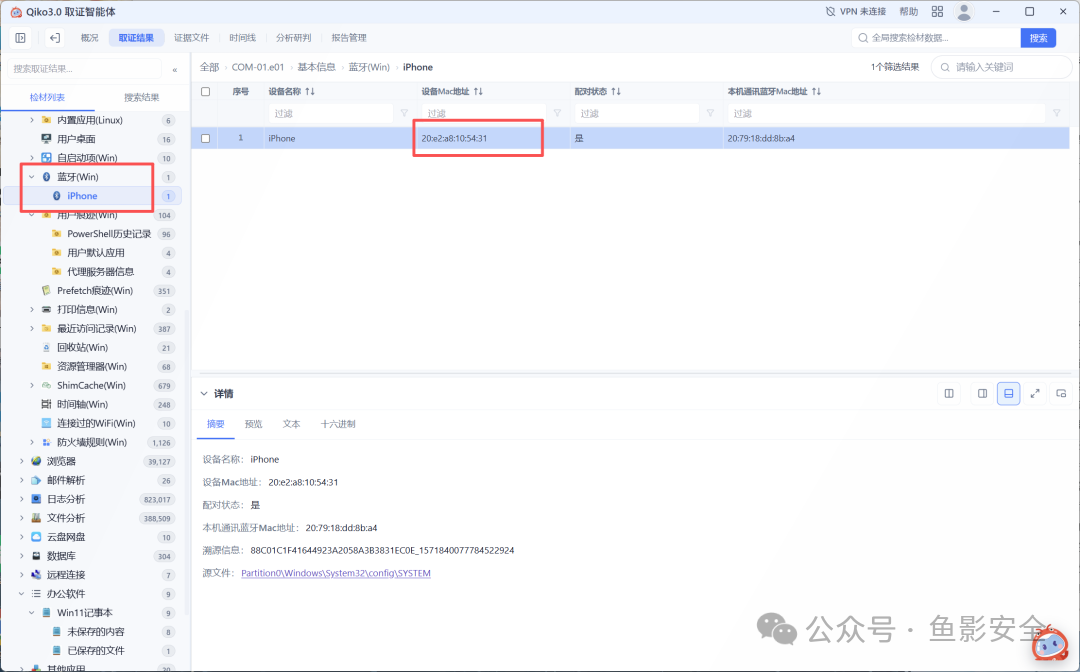 Qiko3.0 取证智能体
VPN 未连接
帮助
概况
取证结果
证据文件
时间线
分析研判
报告管理
全局搜索检材数据...
搜索
搜索取证结果...
«
检材列表
搜索结果
内置应用(Linux) 6
用户桌面 16
自启动项(Win) 10
蓝牙(Win) 1
iPhone 1
用户痕迹(Win) 104
PowerShell历史记录 96
用户默认应用 4
代理服务器信息 4
Prefetch痕迹(Win) 351
打印信息(Win) 2
最近访问记录(Win) 387
回收站(Win) 21
资源管理器(Win) 68
ShimCache(Win) 679
时间轴(Win) 248
连接过的WiFi(Win) 10
防火墙规则(Win) 1,126
浏览器 39,127
邮件解析 26
日志分析 823,017
文件分析 388,509
云盘网盘 10
数据库 304
远程连接 7
办公软件 9
Win11记事本 9
未保存的内容 8
已保存的文件 1
其他应用 20
全部 › COM-01.e01 › 基本信息 › 蓝牙(Win) › iPhone
1个筛选结果
请输入关键词
序号 设备名称 ↑↓ 设备Mac地址 ↑↓ 配对状态 ↑↓ 本机通讯蓝牙Mac地址 ↑↓
过滤 过滤 过滤 过滤
1 iPhone 20:e2:a8:10:54:31 是 20:79:18:dd:8b:a4
详情
摘要 预览 文本 十六进制
设备名称： iPhone
设备Mac地址： 20:e2:a8:10:54:31
配对状态： 是
本机通讯蓝牙Mac地址： 20:79:18:dd:8b:a4
溯源信息： 88C01C1F41644923A2058A3B3831EC0E_1571840077784522924
源文件： Partition0\Windows\System32\config\SYSTEM
公众号 · 鱼影安全